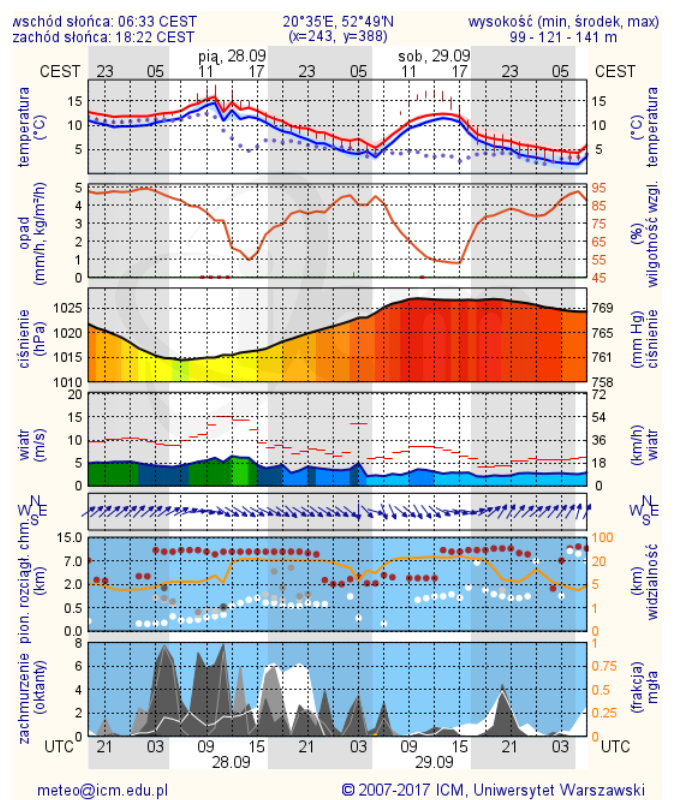 wschód słońca: 06:33 CEST 20°35'E, 52°49'N wysokość (min, środek, max)
zachód słońca: 18:22 CEST (x=243, y=388) 99 - 121 - 141 m
pią, 28.09 sob, 29.09
CEST 23 05 11 17 23 05 11 17 23 05 CEST
temperatura (°C) 15 10 5 15 10 5 (°C) temperatura
opad (mm/h, kg/m²/h) 5 4 3 2 1 0 95 85 75 65 55 45 (%) wilgotność wzgl.
ciśnienie (hPa) 1025 1020 1015 1010 769 765 761 758 (mm Hg) ciśnienie
wiatr (m/s) 20 15 10 5 0 72 54 36 18 0 (km/h) wiatr
N W E S N W E S
pion. rozciągł. chm. (km) 15.0 7.0 2.0 0.5 0.0 100 20 5 1 0 (km) widzialność
zachmurzenie (oktanty) 8 6 4 2 0 1 0.75 0.5 0.25 0 (frakcja) mgła
UTC 21 03 09 15 21 03 09 15 21 03 UTC
28.09 29.09
meteo@icm.edu.pl © 2007-2017 ICM, Uniwersytet Warszawski